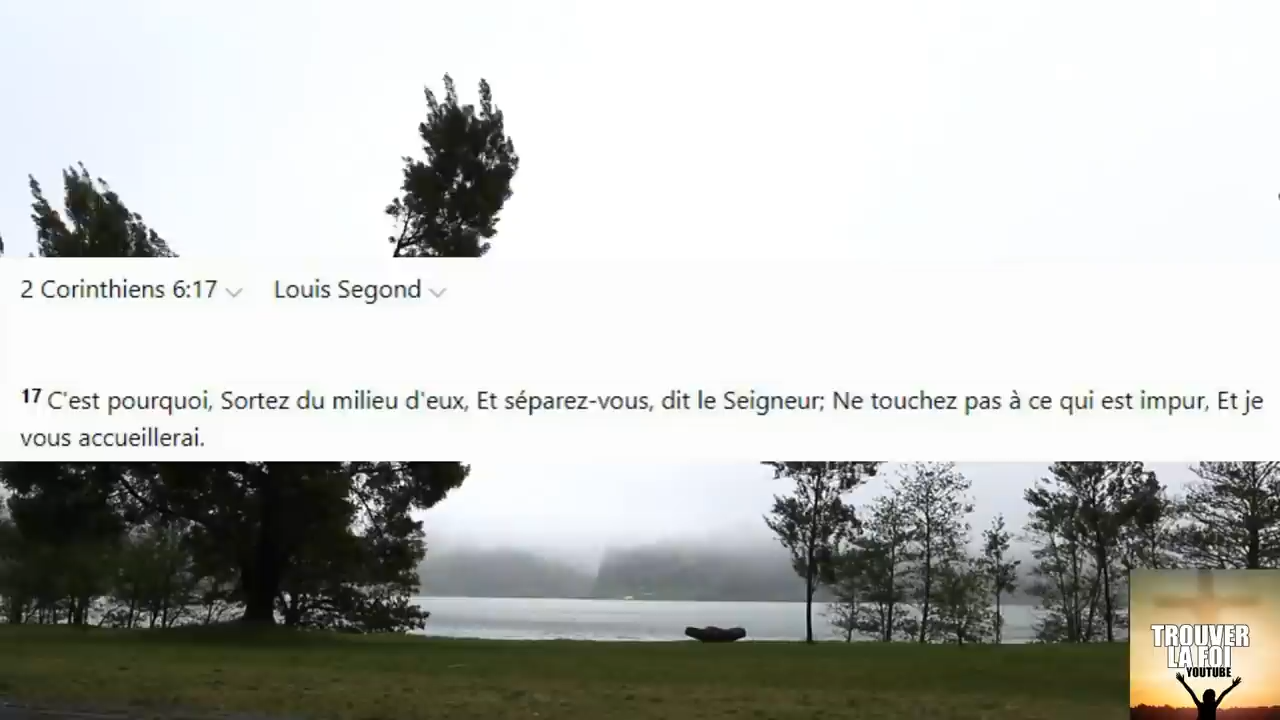 2 Corinthiens 6:17 Louis Segond
17 C'est pourquoi, Sortez du milieu d'eux, Et séparez-vous, dit le Seigneur; Ne touchez pas à ce qui est impur, Et je
vous accueillerai.
TROUVER
LA FOI
YOUTUBE